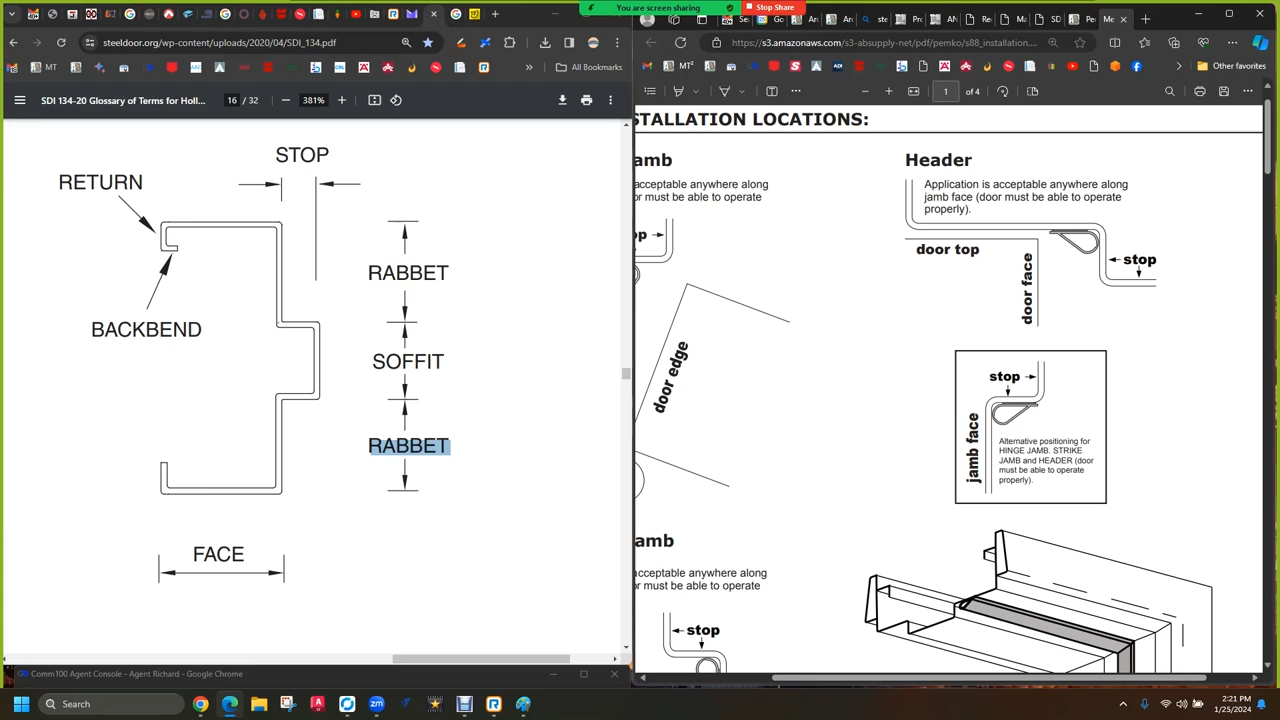 You are screen sharing
Stop Share
steeldoor.org/wp-content/uploads/2020/04/SDI_134.pdf
https://s3.amazonaws.com/s3-absupply-net/pemko/s88_installation....
MT
All Bookmarks
MT²
Other favorites
SDI 134-20 Glossary of Terms for Holl...
16 / 32
381%
1
of 4
STOP
RETURN
RABBET
BACKBEND
SOFFIT
RABBET
FACE
STALLATION LOCATIONS:
amb
acceptable anywhere along
or must be able to operate
op
door edge
amb
acceptable anywhere along
or must be able to operate
stop
Header
Application is acceptable anywhere along
jamb face (door must be able to operate
properly).
door top
door face
stop
stop
jamb face
Alternative positioning for
HINGE JAMB. STRIKE
JAMB and HEADER (door
must be able to operate
properly).
Comm100 Agent Console - Agent Richard - Google Chrome
Search
2:21 PM
1/25/2024